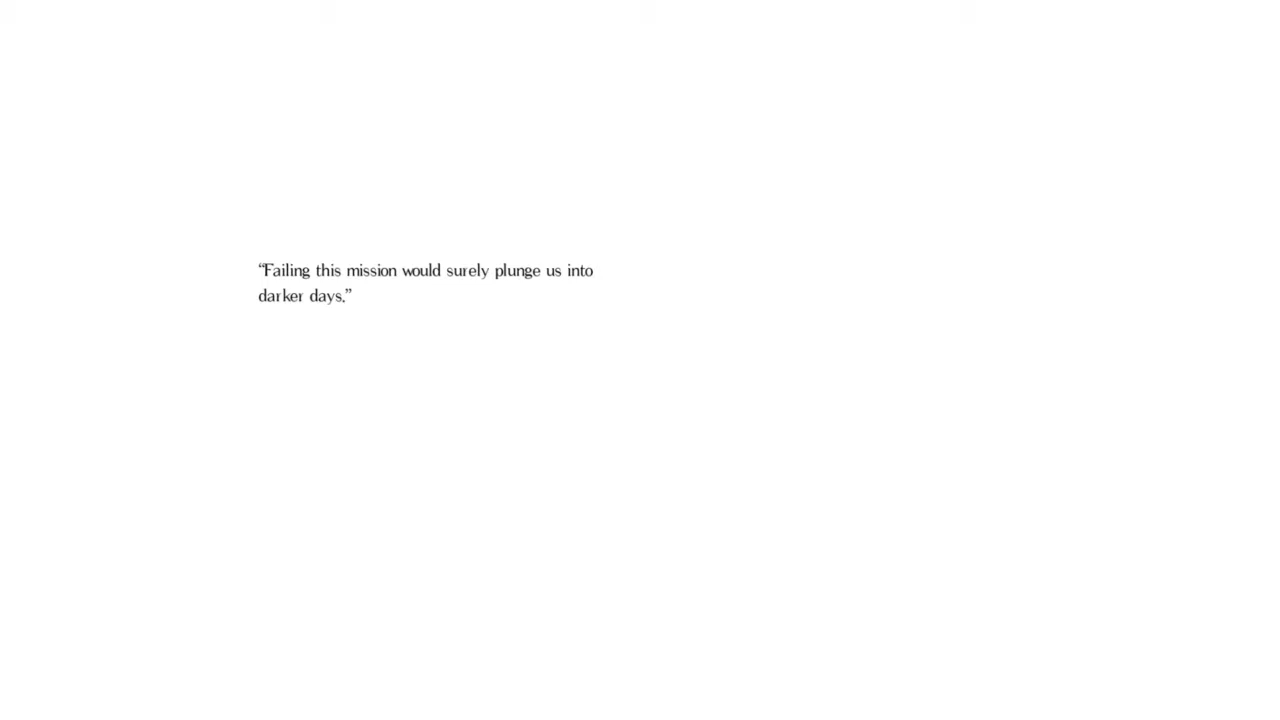 “Failing this mission would surely plunge us into
darker days.”